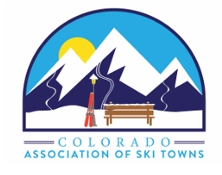 COLORADO
ASSOCIATION OF SKI TOWNS